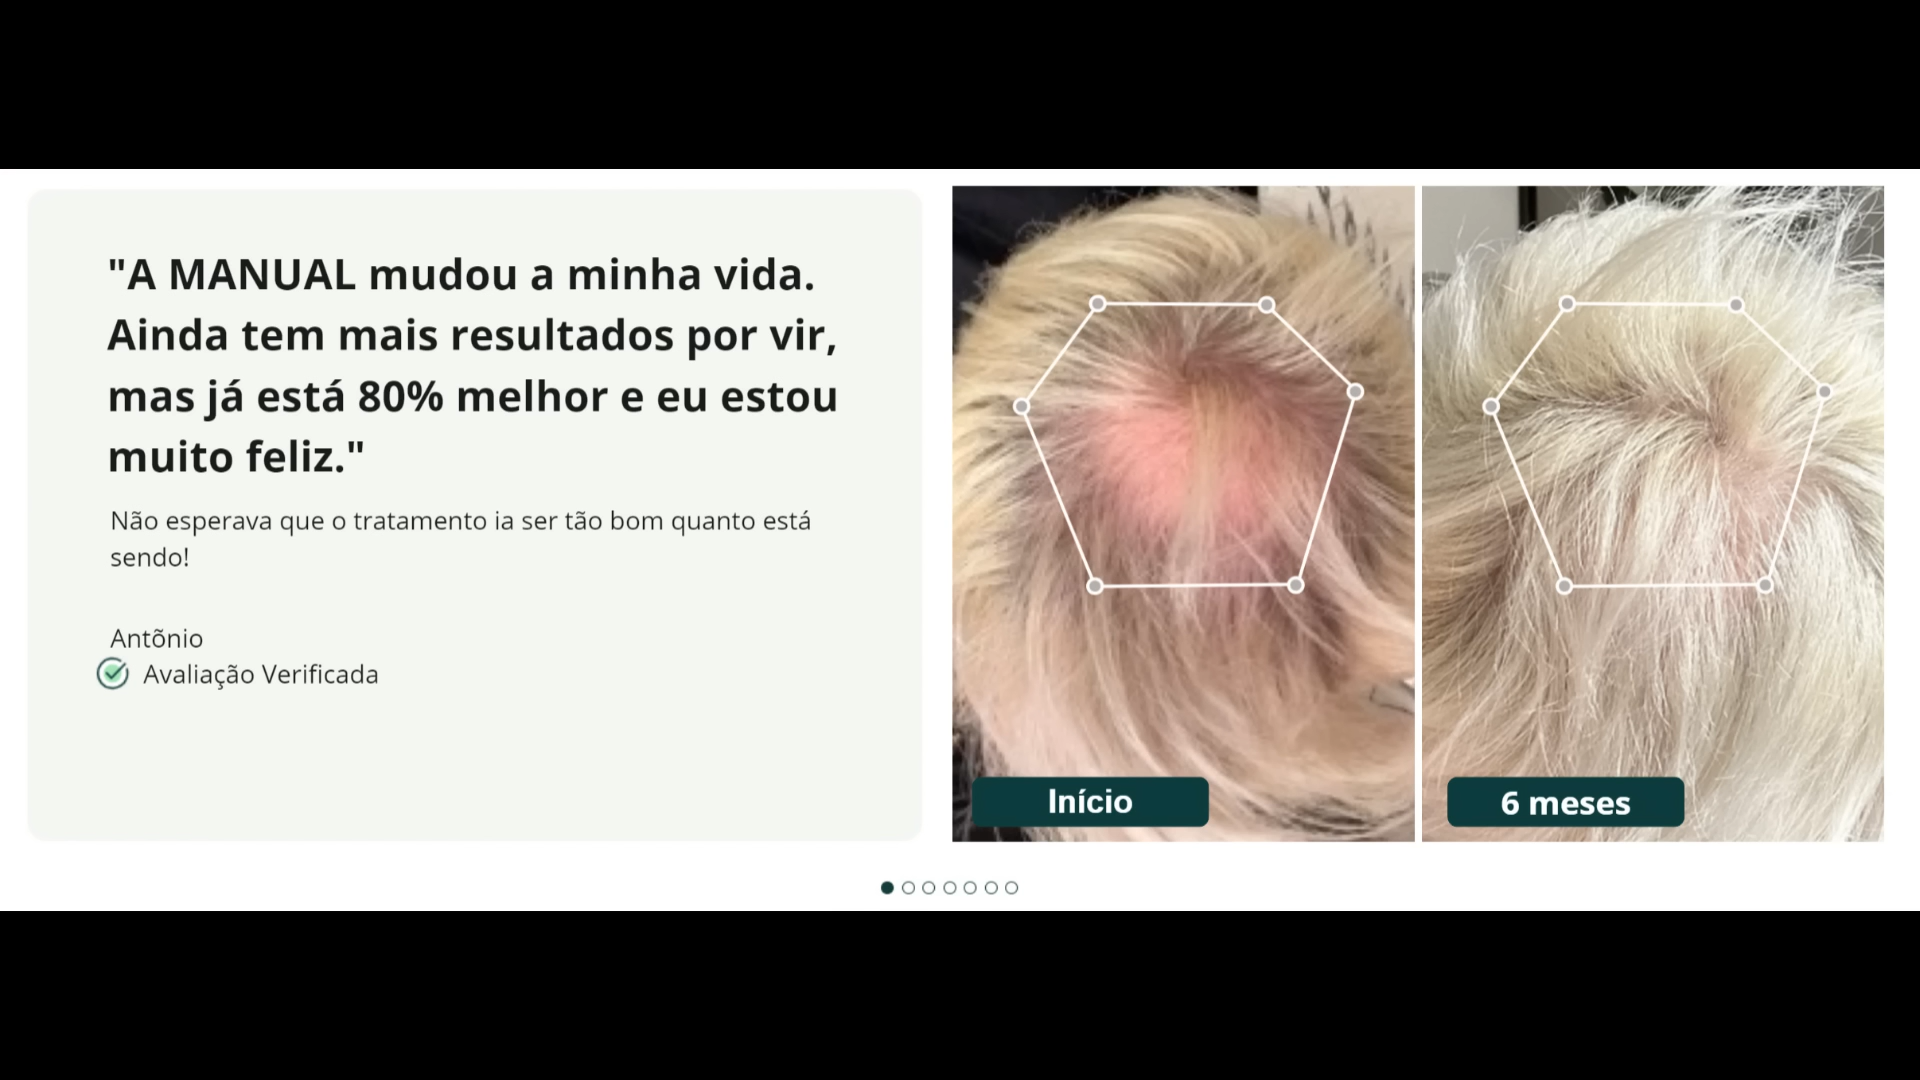 "A MANUAL mudou a minha vida.
Ainda tem mais resultados por vir,
mas já está 80% melhor e eu estou
muito feliz."
Não esperava que o tratamento ia ser tão bom quanto está
sendo!
Antõnio
Avaliação Verificada
Início
6 meses